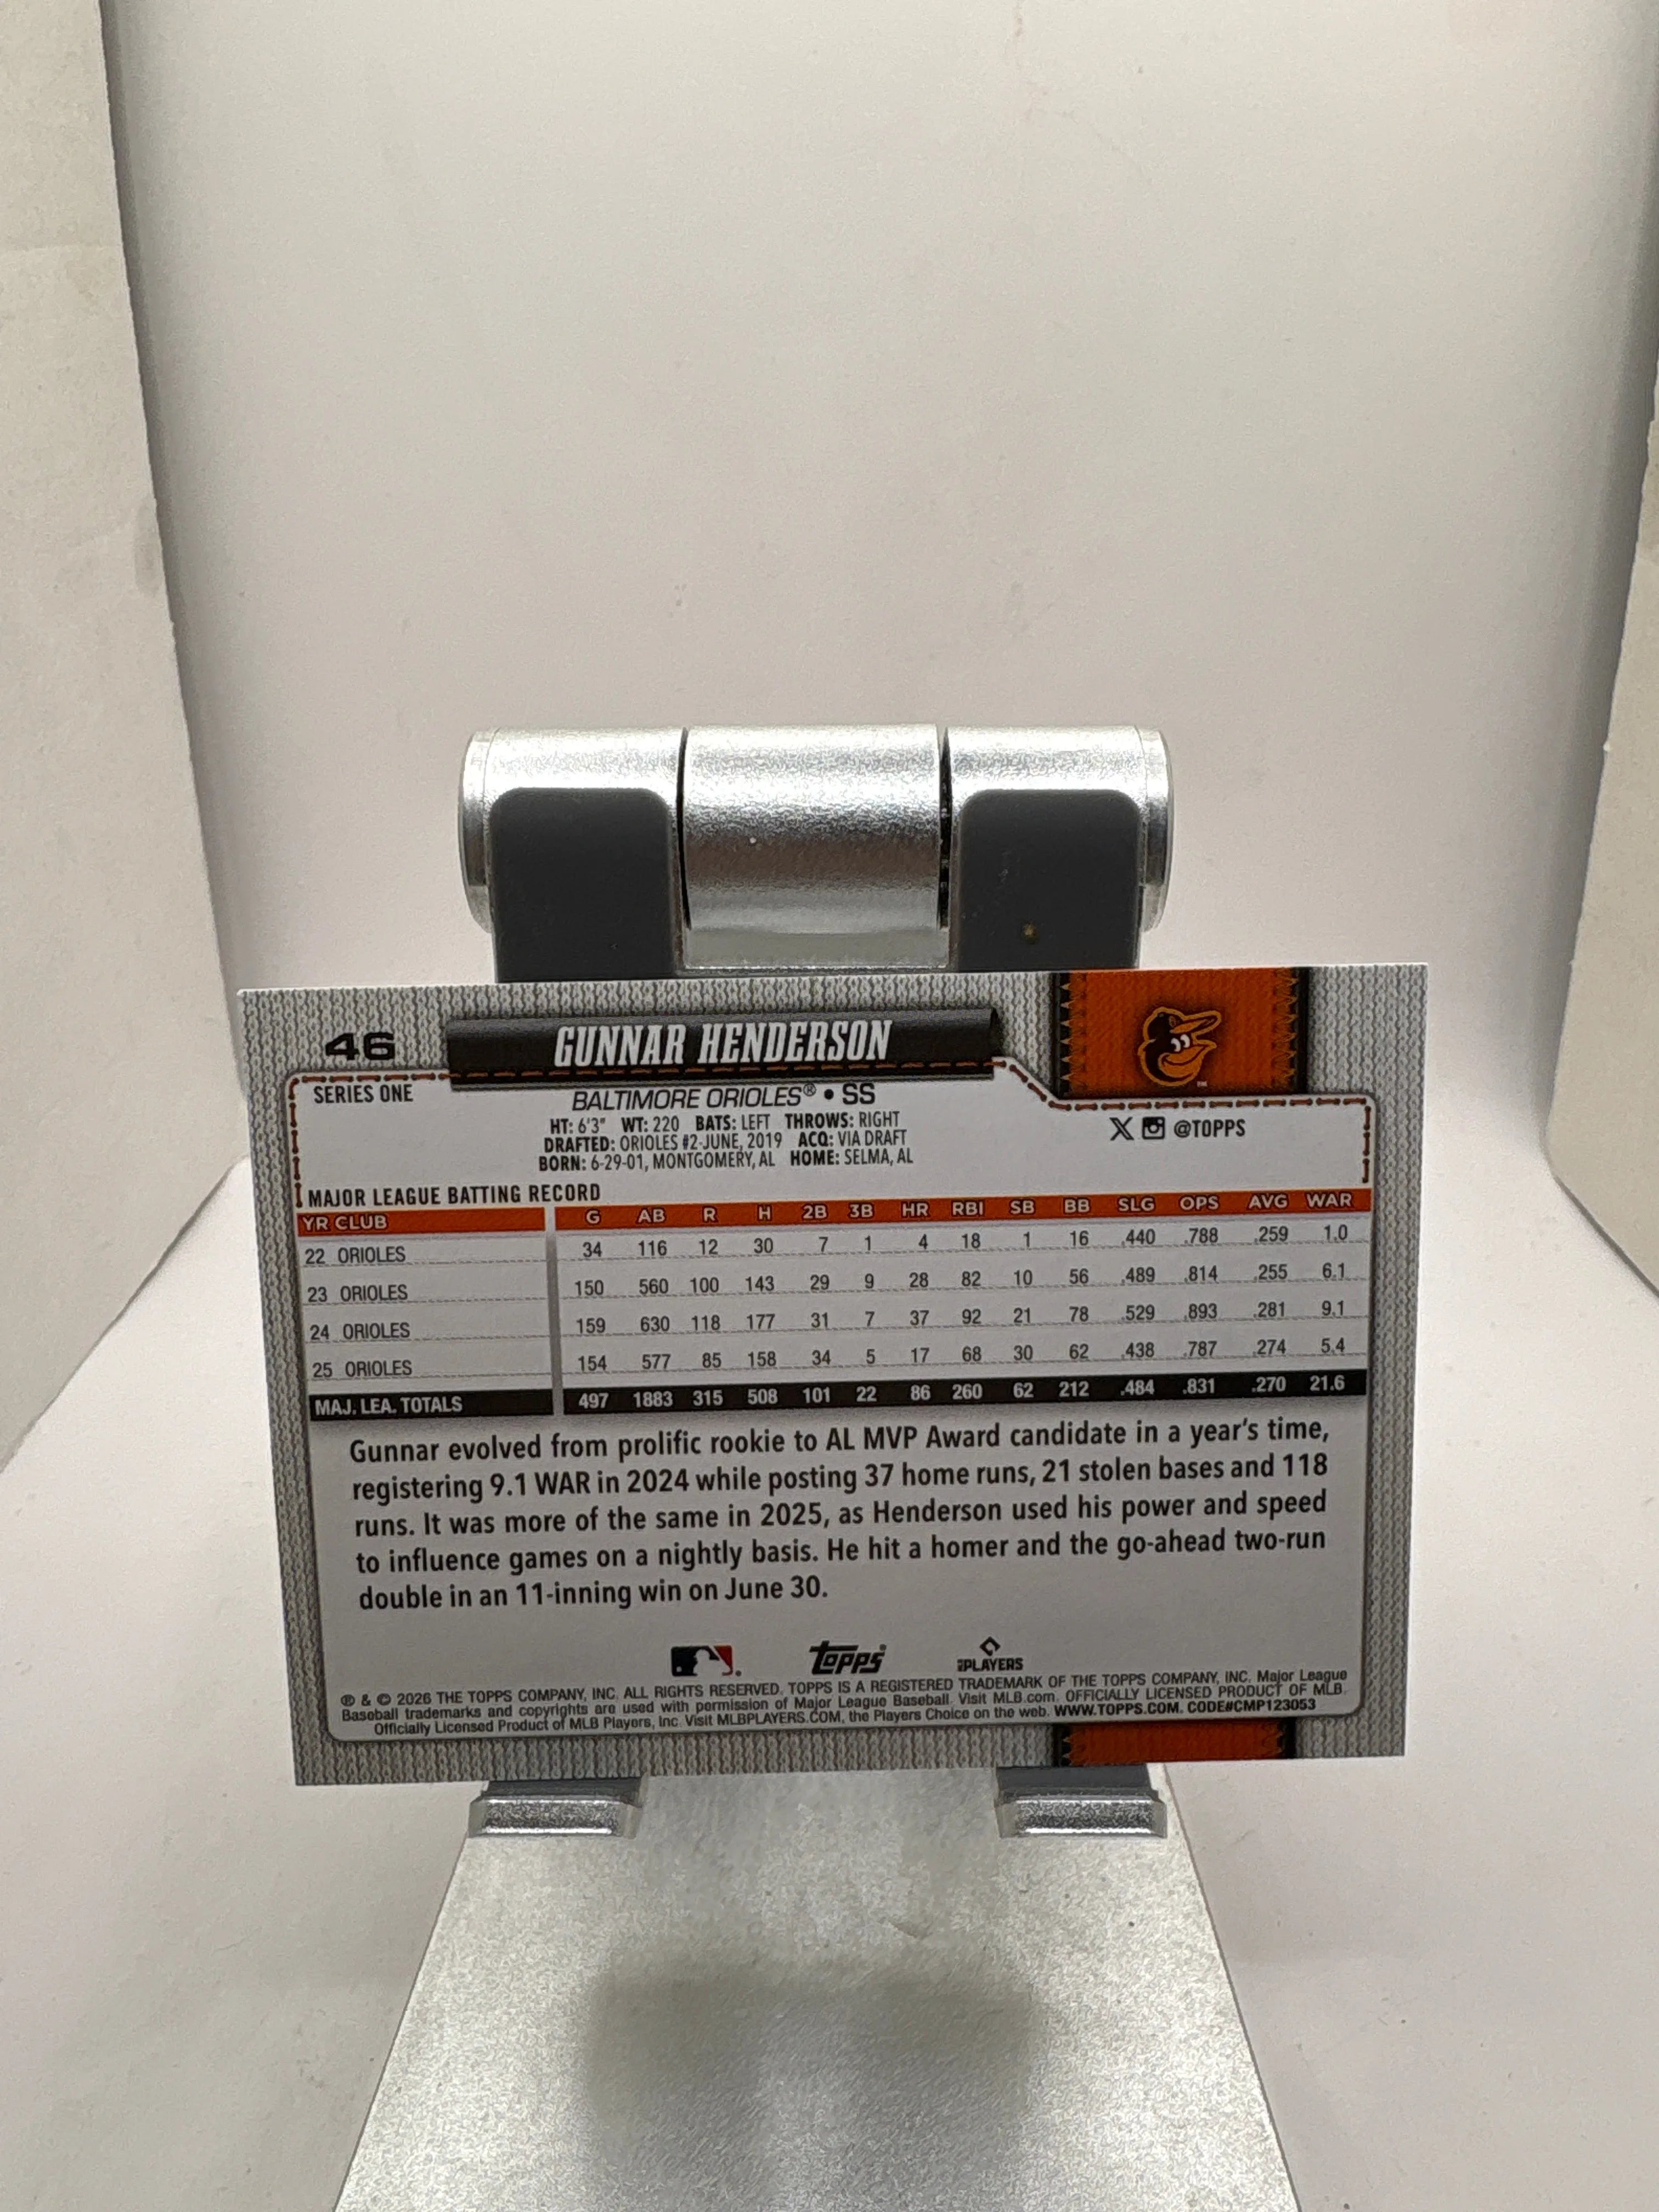 46
GUNNAR HENDERSON
SERIES ONE
BALTIMORE ORIOLES® • SS
HT: 6'3" WT: 220 BATS: LEFT THROWS: RIGHT
DRAFTED: ORIOLES #2-JUNE, 2019 ACQ: VIA DRAFT
BORN: 6-29-01, MONTGOMERY, AL HOME: SELMA, AL
@TOPPS
MAJOR LEAGUE BATTING RECORD
YR CLUB G AB R H 2B 3B HR RBI SB BB SLG OPS AVG WAR
22 ORIOLES 34 116 12 30 7 1 4 18 1 16 .440 .788 .259 1.0
23 ORIOLES 150 560 100 143 29 9 28 82 10 56 .489 .814 .255 6.1
24 ORIOLES 159 630 118 177 31 7 37 92 21 78 .529 .893 .281 9.1
25 ORIOLES 154 577 85 158 34 5 17 68 30 62 .438 .787 .274 5.4
MAJ. LEA. TOTALS 497 1883 315 508 101 22 86 260 62 212 .484 .831 .270 21.6
Gunnar evolved from prolific rookie to AL MVP Award candidate in a year's time,
registering 9.1 WAR in 2024 while posting 37 home runs, 21 stolen bases and 118
runs. It was more of the same in 2025, as Henderson used his power and speed
to influence games on a nightly basis. He hit a homer and the go-ahead two-run
double in an 11-inning win on June 30.
Topps PLAYERS
® & © 2026 THE TOPPS COMPANY, INC. ALL RIGHTS RESERVED. TOPPS IS A REGISTERED TRADEMARK OF THE TOPPS COMPANY, INC. Major League
Baseball trademarks and copyrights are used with permission of Major League Baseball. Visit MLB.com. OFFICIALLY LICENSED PRODUCT OF MLB.
Officially Licensed Product of MLB Players, Inc. Visit MLBPLAYERS.COM, the Players Choice on the web. WWW.TOPPS.COM. CODE#CMP123053